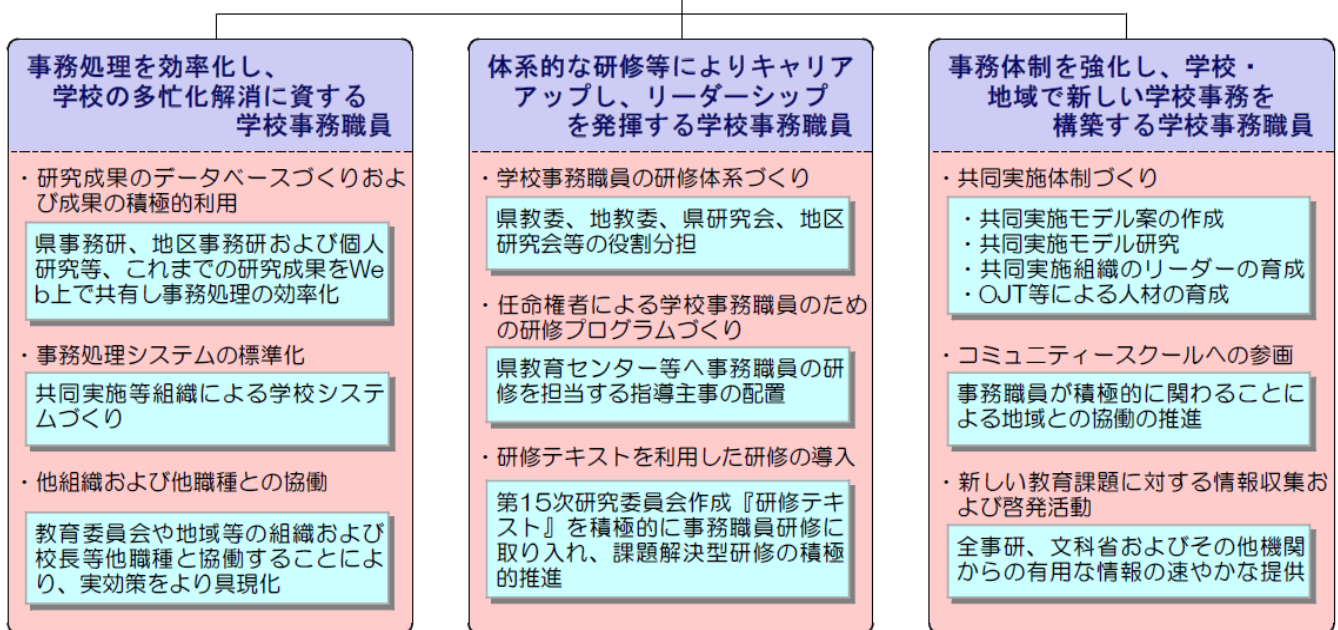 事務処理を効率化し、
学校の多忙化解消に資する
学校事務職員
・研究成果のデータベースづくりおよ
び成果の積極的利用
県事務研、地区事務研および個人
研究等、これまでの研究成果をWe
b上で共有し事務処理の効率化
・事務処理システムの標準化
共同実施等組織による学校システ
ムづくり
・他組織および他職種との協働
教育委員会や地域等の組織および
校長等他職種と協働することによ
り、実効策をより具現化
体系的な研修等によりキャリア
アップし、リーダーシップ
を発揮する学校事務職員
・学校事務職員の研修体系づくり
県教委、地教委、県研究会、地区
研究会等の役割分担
・任命権者による学校事務職員のため
の研修プログラムづくり
県教育センター等へ事務職員の研
修を担当する指導主事の配置
・研修テキストを利用した研修の導入
第15次研究委員会作成『研修テキ
スト』を積極的に事務職員研修に
取り入れ、課題解決型研修の積極
的推進
事務体制を強化し、学校・
地域で新しい学校事務を
構築する学校事務職員
・共同実施体制づくり
・共同実施モデル案の作成
・共同実施モデル研究
・共同実施組織のリーダーの育成
・OJT等による人材の育成
・コミュニティースクールへの参画
事務職員が積極的に関わることに
よる地域との協働の推進
・新しい教育課題に対する情報収集お
よび啓発活動
全事研、文科省およびその他機関
からの有用な情報の速やかな提供